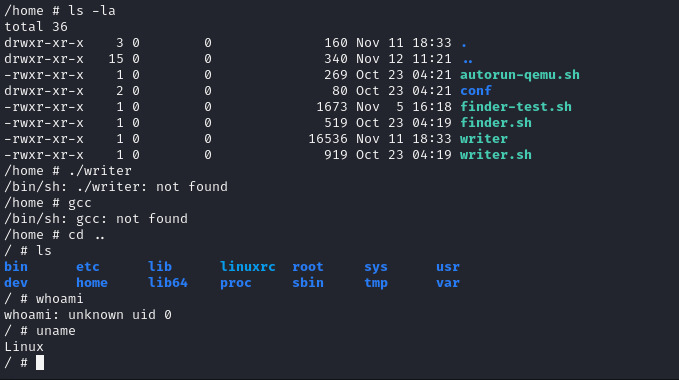 /home # ls -la
total 36
drwxr-xr-x    3 0        0              160 Nov 11 18:33 .
drwxr-xr-x   15 0        0              340 Nov 12 11:21 ..
-rwxr-xr-x    1 0        0              269 Oct 23 04:21 autorun-qemu.sh
drwxr-xr-x    2 0        0               80 Oct 23 04:21 conf
-rwxr-xr-x    1 0        0             1673 Nov  5 16:18 finder-test.sh
-rwxr-xr-x    1 0        0              519 Oct 23 04:19 finder.sh
-rwxr-xr-x    1 0        0            16536 Nov 11 18:33 writer
-rwxr-xr-x    1 0        0              919 Oct 23 04:19 writer.sh
/home # ./writer
/bin/sh: ./writer: not found
/home # gcc
/bin/sh: gcc: not found
/home # cd ..
/ # ls
bin      etc      lib      linuxrc  root     sys      usr
dev      home     lib64    proc     sbin     tmp      var
/ # whoami
whoami: unknown uid 0
/ # uname
Linux
/ #